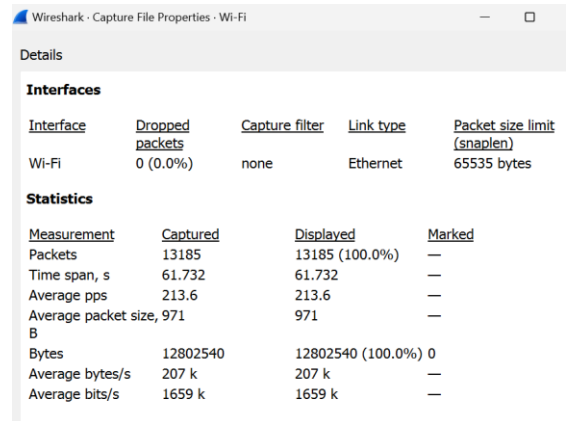 Wireshark · Capture File Properties · Wi-Fi
Details
Interfaces
Interface Dropped packets Capture filter Link type Packet size limit (snaplen)
Wi-Fi 0 (0.0%) none Ethernet 65535 bytes
Statistics
Measurement Captured Displayed Marked
Packets 13185 13185 (100.0%) —
Time span, s 61.732 61.732 —
Average pps 213.6 213.6 —
Average packet size, B 971 971 —
Bytes 12802540 12802540 (100.0%) 0
Average bytes/s 207 k 207 k —
Average bits/s 1659 k 1659 k —